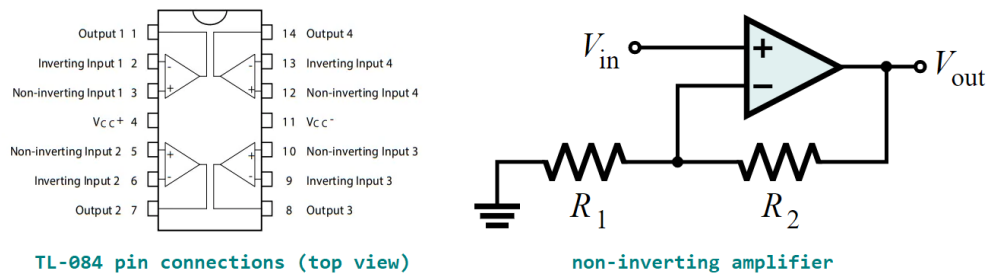 Output 1 1
14 Output 4
Inverting Input 1 2
13 Inverting Input 4
Non-inverting Input 1 3
12 Non-inverting Input 4
VCC+ 4
11 VCC-
Non-inverting Input 2 5
10 Non-inverting Input 3
Inverting Input 2 6
9 Inverting Input 3
Output 2 7
8 Output 3
- -
+ +
+ +
- -
TL-084 pin connections (top view)
Vin
+
−
Vout
R1
R2
non-inverting amplifier